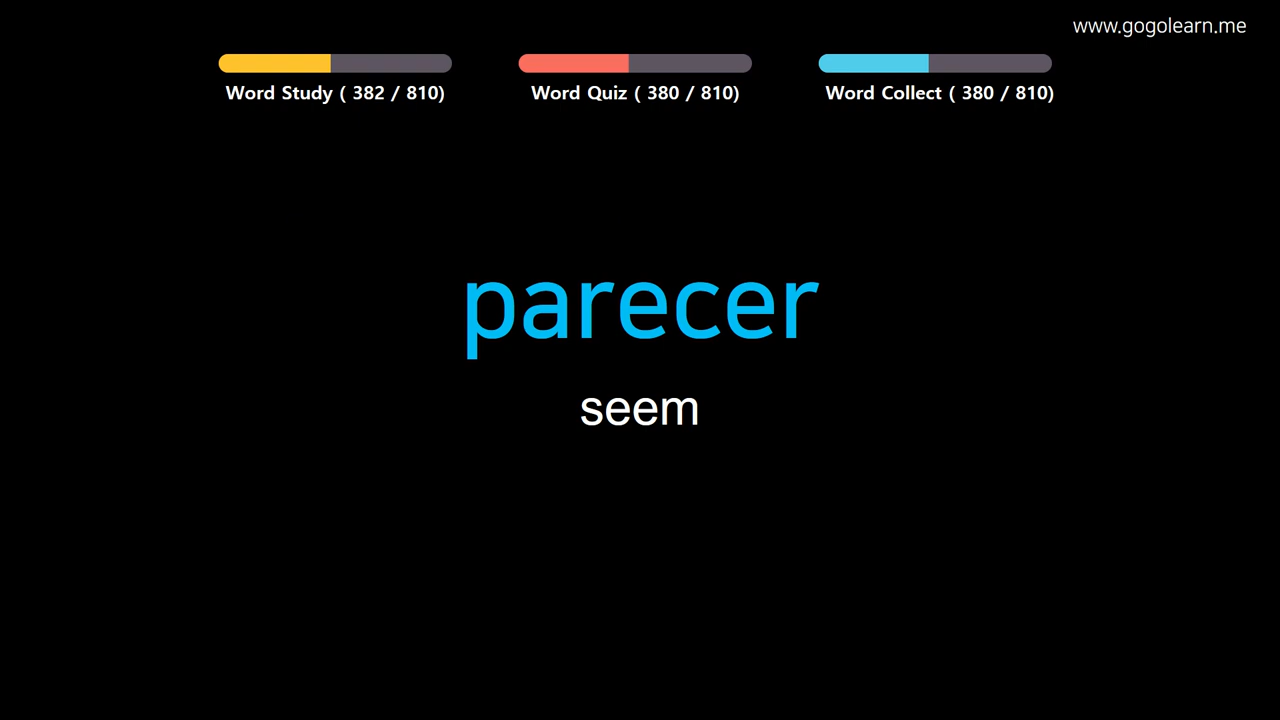 www.gogolearn.me
Word Study ( 382 / 810)
Word Quiz ( 380 / 810)
Word Collect ( 380 / 810)
parecer
seem